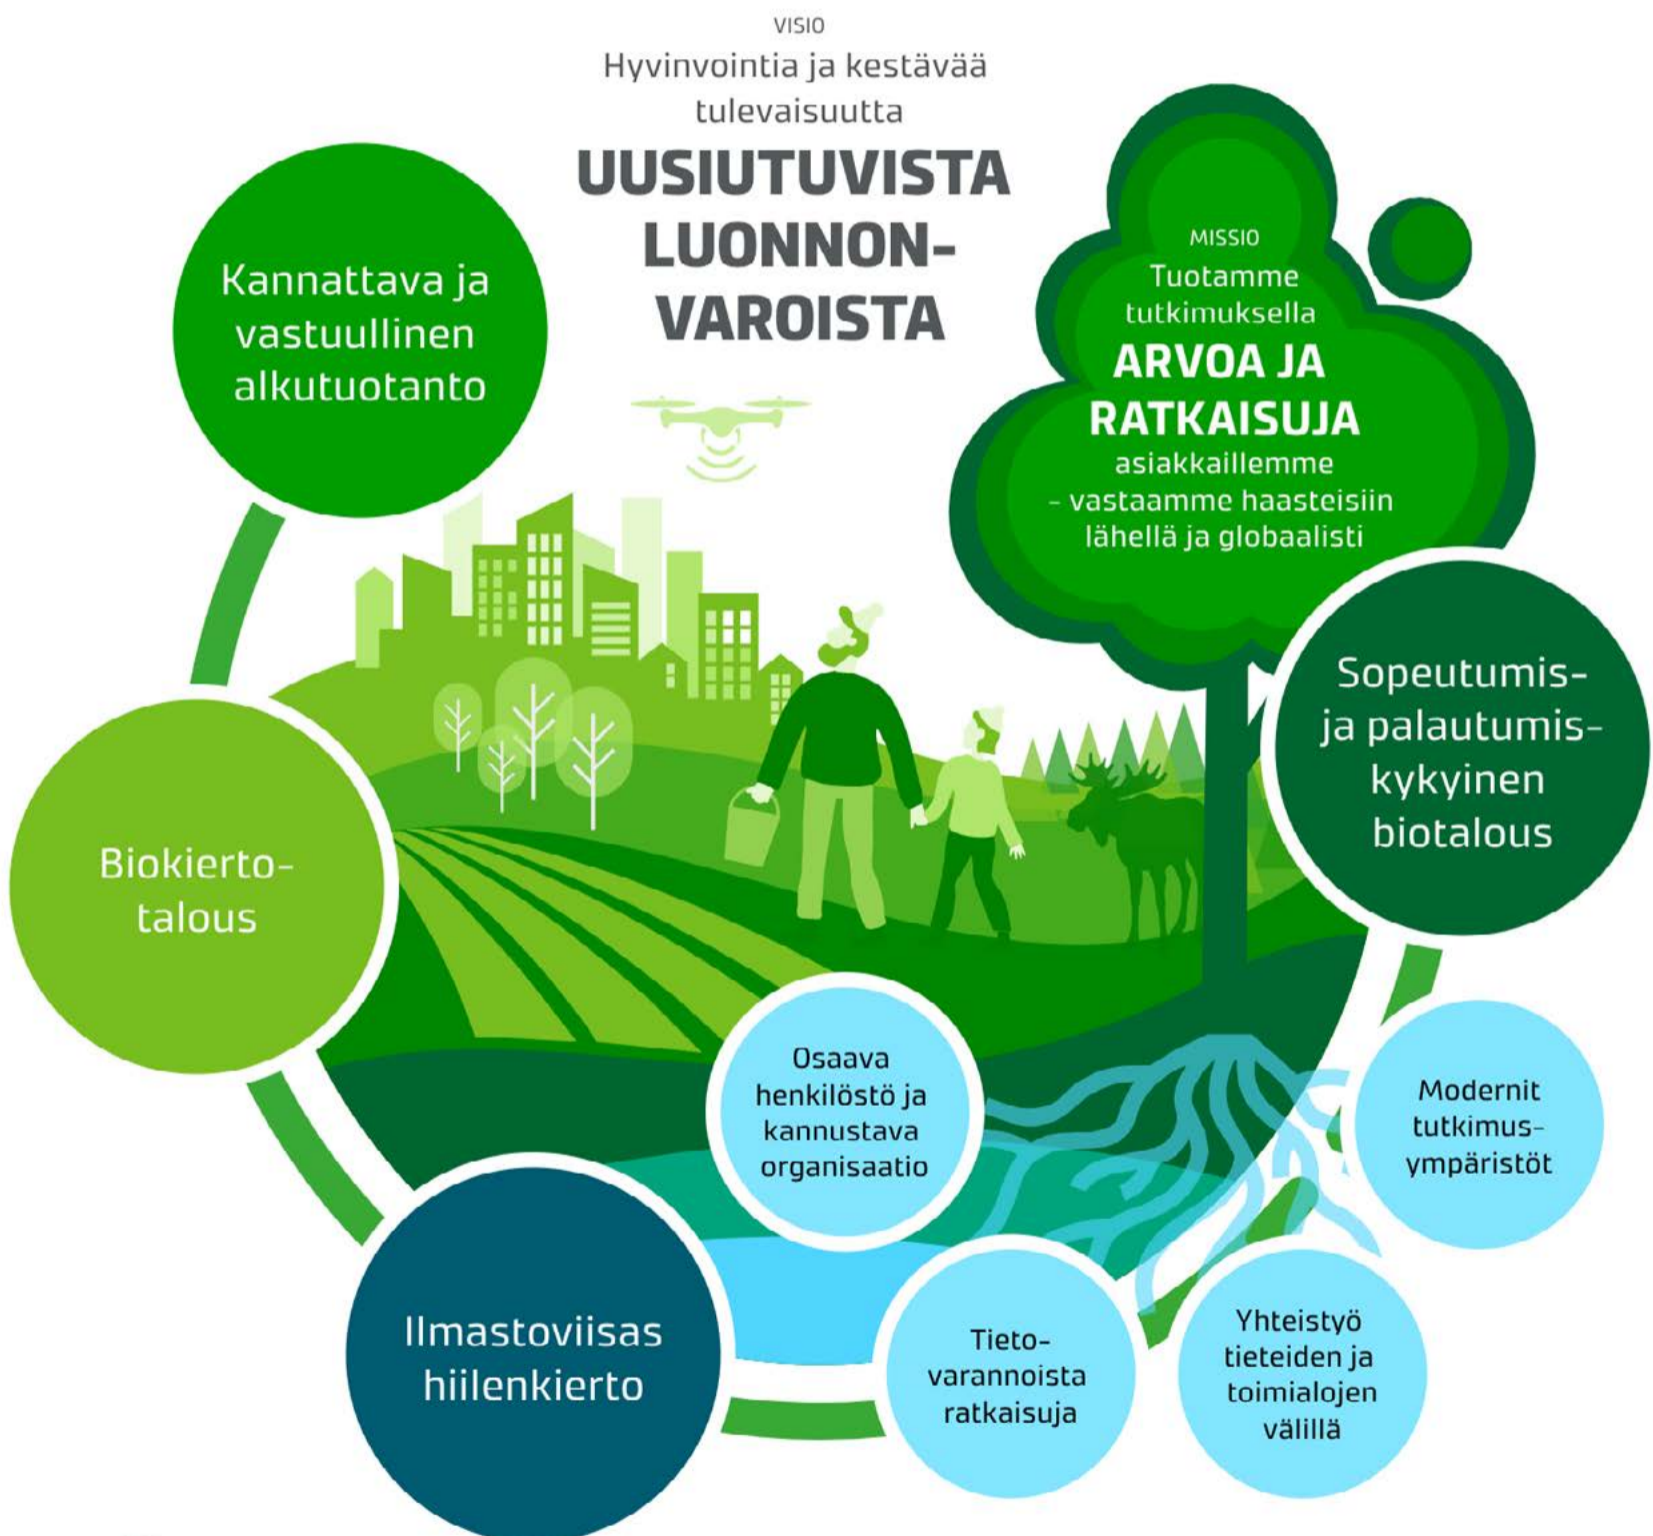 VISIO
Hyvinvointia ja kestävää
tulevaisuutta
UUSIUTUVISTA
LUONNON-
VAROISTA
MISSIO
Tuotamme
tutkimuksella
ARVOA JA
RATKAISUJA
asiakkaillemme
- vastaamme haasteisiin
lähellä ja globaalisti
Kannattava ja
vastuullinen
alkutuotanto
Sopeutumis-
ja palautumis-
kykyinen
biotalous
Biokierto-
talous
Osaava
henkilöstö ja
kannustava
organisaatio
Modernit
tutkimus-
ympäristöt
Ilmastoviisas
hiilenkierto
Tieto-
varannoista
ratkaisuja
Yhteistyö
tieteiden ja
toimialojen
välillä